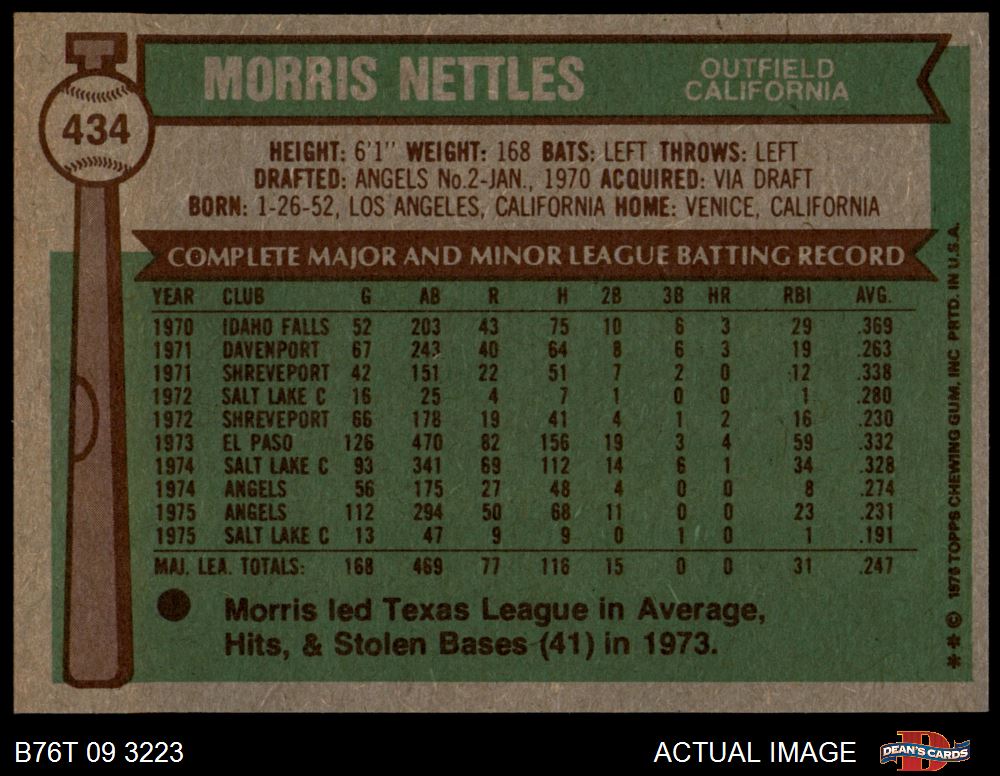 MORRIS NETTLES
OUTFIELD
CALIFORNIA
434
HEIGHT: 6'1" WEIGHT: 168 BATS: LEFT THROWS: LEFT
DRAFTED: ANGELS No.2-JAN., 1970 ACQUIRED: VIA DRAFT
BORN: 1-26-52, LOS ANGELES, CALIFORNIA HOME: VENICE, CALIFORNIA
COMPLETE MAJOR AND MINOR LEAGUE BATTING RECORD
YEAR CLUB G AB R H 2B 3B HR RBI AVG.
1970 IDAHO FALLS 52 203 43 75 10 6 3 29 .369
1971 DAVENPORT 67 243 40 64 8 6 3 19 .263
1971 SHREVEPORT 42 151 22 51 7 2 0 12 .338
1972 SALT LAKE C 16 25 4 7 1 0 0 1 .280
1972 SHREVEPORT 66 178 19 41 4 1 2 16 .230
1973 EL PASO 126 470 82 156 19 3 4 59 .332
1974 SALT LAKE C 93 341 69 112 14 6 1 34 .328
1974 ANGELS 56 175 27 48 4 0 0 8 .274
1975 ANGELS 112 294 50 68 11 0 0 23 .231
1975 SALT LAKE C 13 47 9 9 0 1 0 1 .191
MAJ. LEA. TOTALS: 168 469 77 116 15 0 0 31 .247
Morris led Texas League in Average,
Hits, & Stolen Bases (41) in 1973.
** © 1976 TOPPS CHEWING GUM, INC PRTD. IN U.S.A.
B76T 09 3223
ACTUAL IMAGE
DEAN'S CARDS